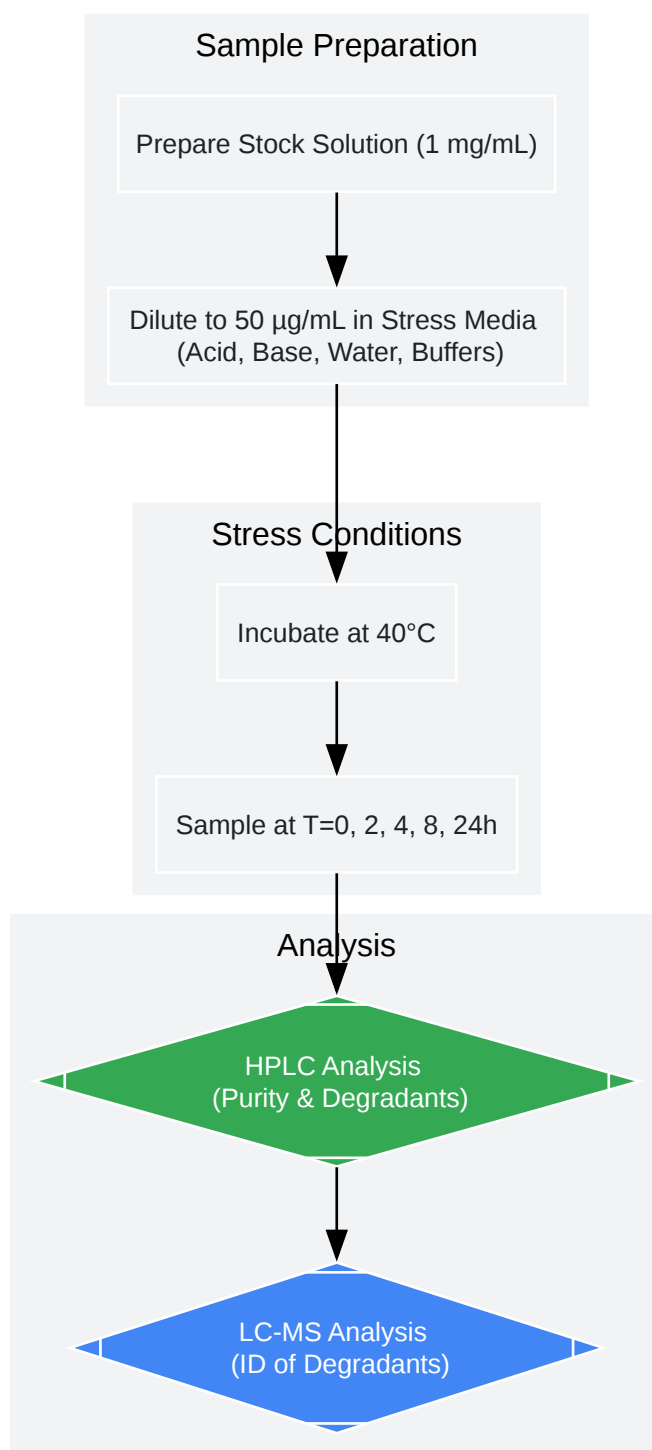 Sample Preparation
Prepare Stock Solution (1 mg/mL)
Dilute to 50 µg/mL in Stress Media
(Acid, Base, Water, Buffers)
Stress Conditions
Incubate at 40°C
Sample at T=0, 2, 4, 8, 24h
Analysis
HPLC Analysis
(Purity & Degradants)
LC-MS Analysis
(ID of Degradants)